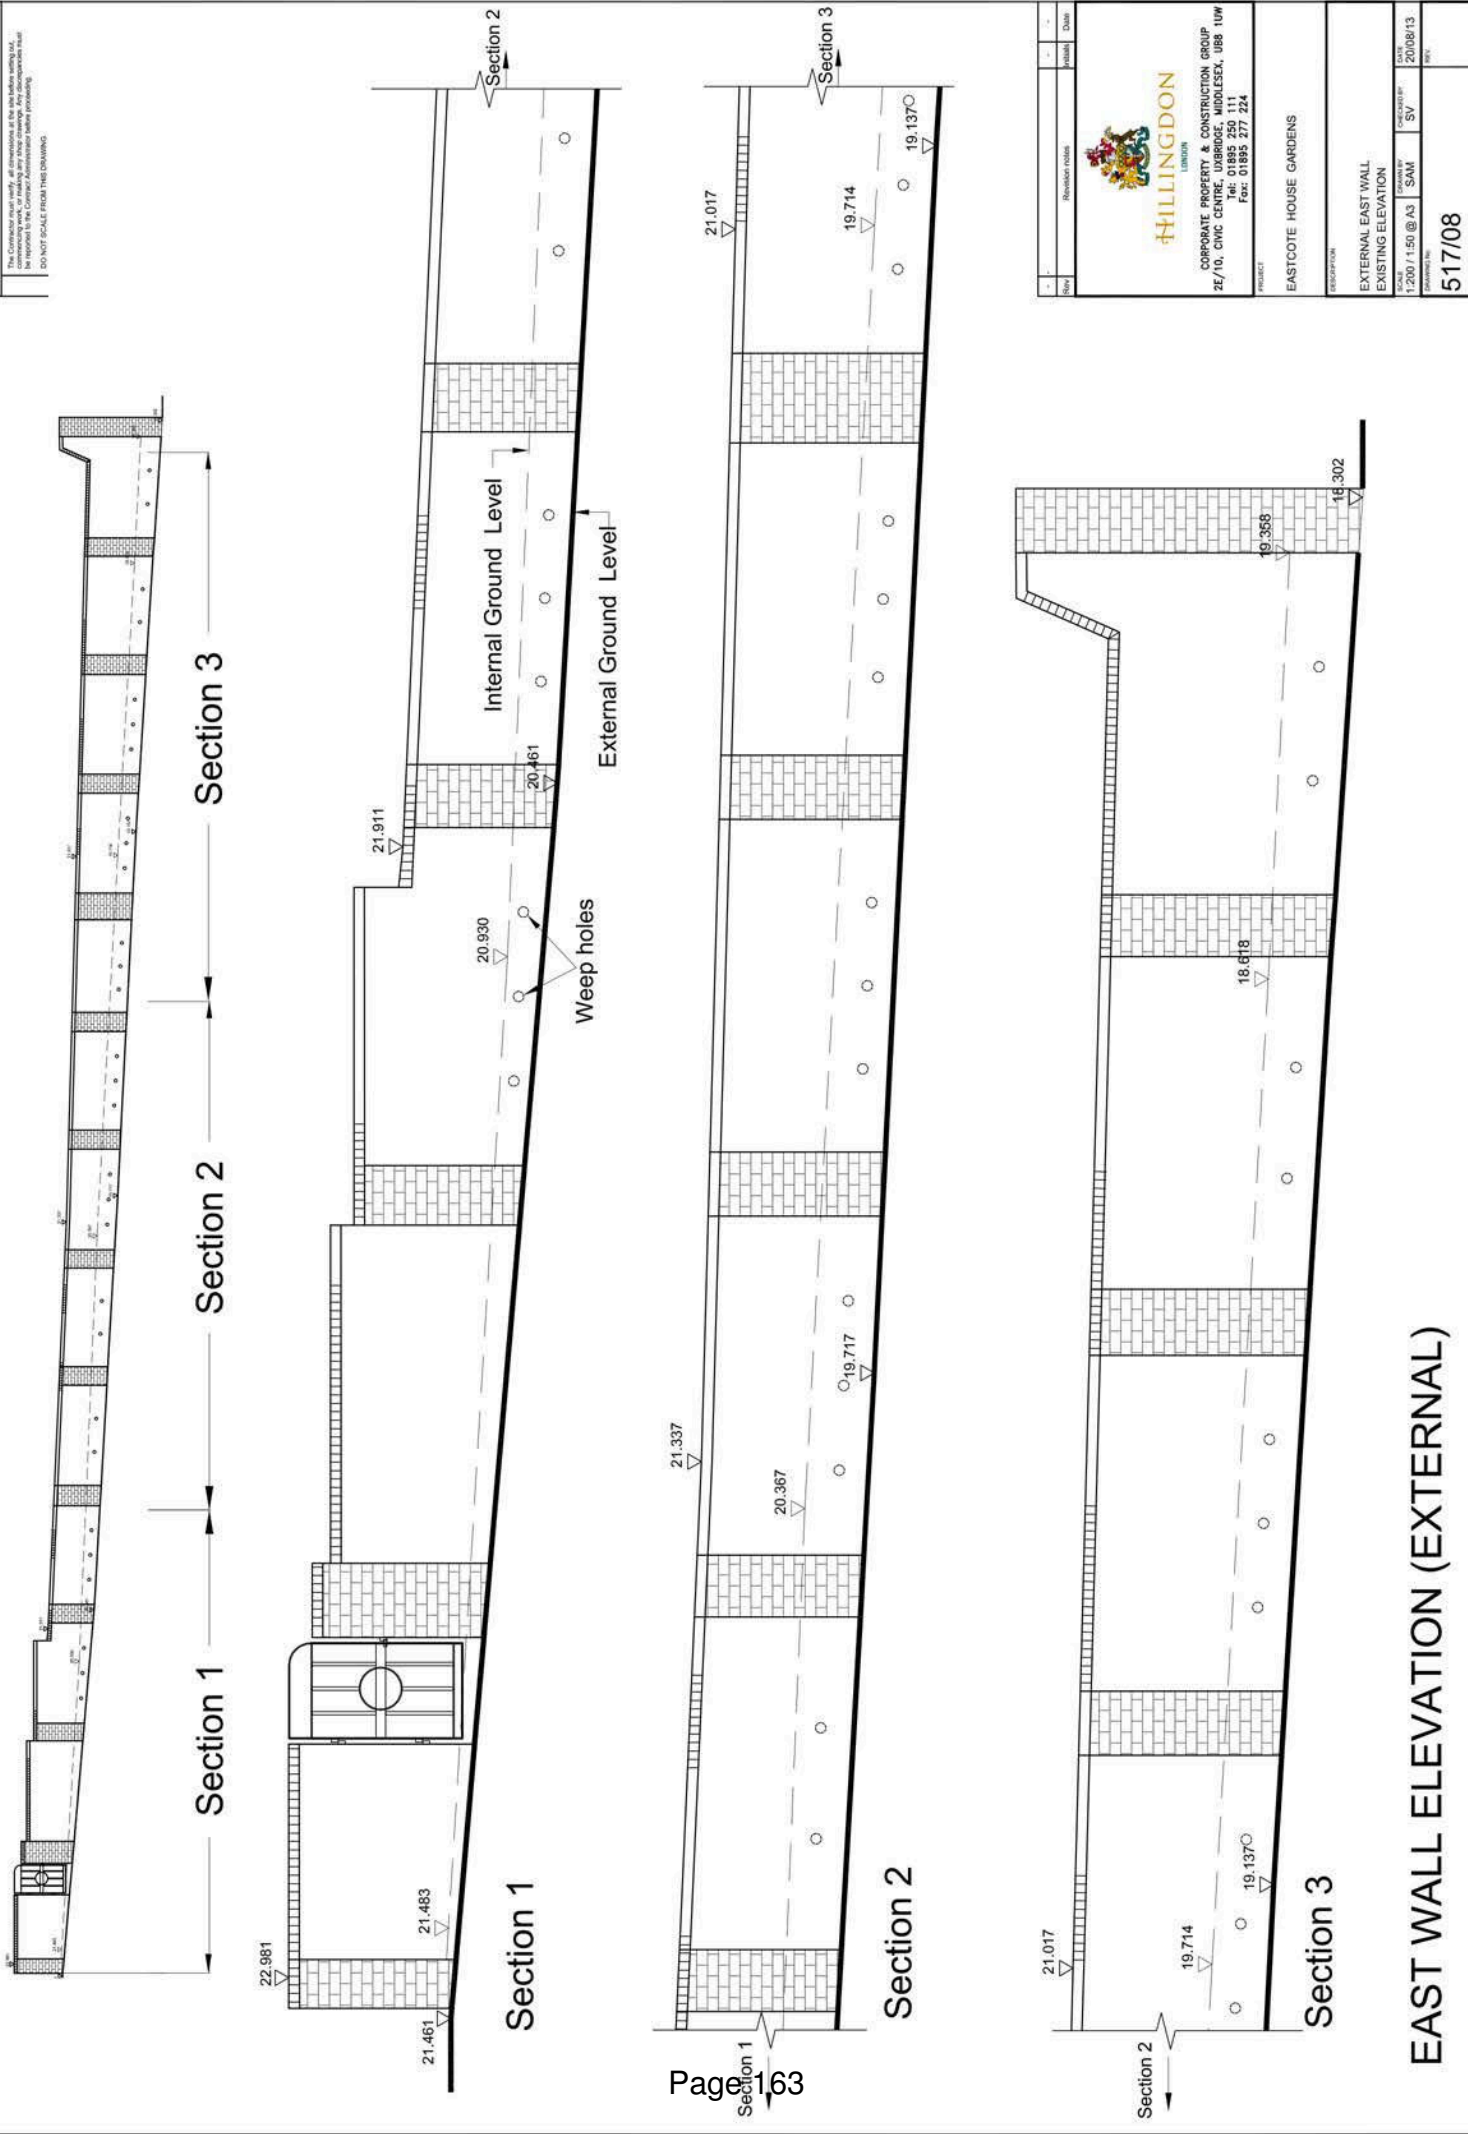 The Contractor must verify all dimensions at the site before setting out,
commencing work, or making any shop drawings. Any discrepancies must
be reported to the Contract Administrator before proceeding.
DO NOT SCALE FROM THIS DRAWING.
Section 1
Section 2
Section 3
22.981
21.461
21.483
20.930
Weep holes
21.911
20.461
Internal Ground Level
External Ground Level
Section 2
Section 1
Section 1
21.337
20.367
19.717
21.017
19.714
19.137
Section 3
Section 2
Section 2
21.017
19.714
19.137
18.618
19.358
18.302
Section 3
EAST WALL ELEVATION (EXTERNAL)
Rev
Revision notes
Initials
Date
HILLINGDON
LONDON
CORPORATE PROPERTY & CONSTRUCTION GROUP
2E/10, CIVIC CENTRE, UXBRIDGE, MIDDLESEX, UB8 1UW
Tel: 01895 250 111
Fax: 01895 277 224
PROJECT
EASTCOTE HOUSE GARDENS
DESCRIPTION
EXTERNAL EAST WALL
EXISTING ELEVATION
SCALE
1:200 / 1:50 @ A3
DRAWN BY
SAM
CHECKED BY
SV
DATE
20/08/13
DRAWING No.
517/08
REV.
Page 163